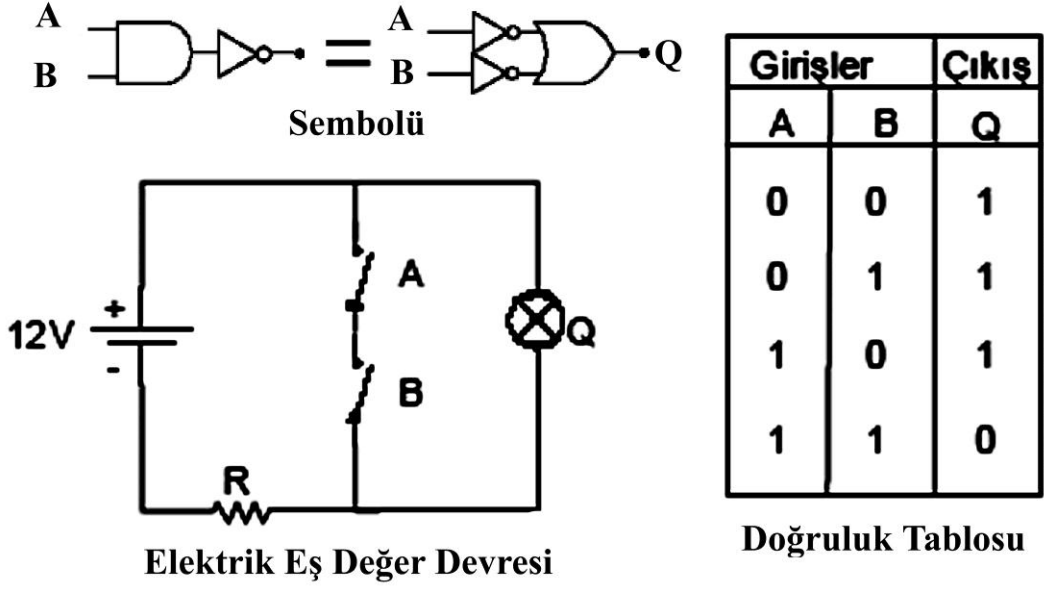 A
B
A
B
Q
Sembolü
12V
+
-
A
B
Q
R
Elektrik Eş Değer Devresi
Girişler Çıkış
A B Q
0 0 1
0 1 1
1 0 1
1 1 0
Doğruluk Tablosu